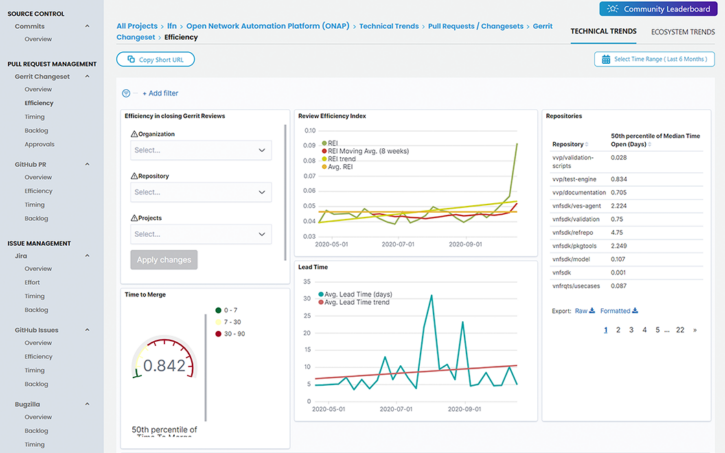 SOURCE CONTROL
Commits
Overview
PULL REQUEST MANAGEMENT
Gerrit Changeset
Overview
Efficiency
Timing
Backlog
Approvals
GitHub PR
Overview
Efficiency
Timing
Backlog
ISSUE MANAGEMENT
Jira
Overview
Effort
Timing
Backlog
GitHub Issues
Overview
Efficiency
Timing
Backlog
Bugzilla
Overview
Backlog
Timing
Community Leaderboard
All Projects > lfn > Open Network Automation Platform (ONAP) > Technical Trends > Pull Requests / Changesets > Gerrit
Changeset > Efficiency
TECHNICAL TRENDS
ECOSYSTEM TRENDS
Copy Short URL
Select Time Range ( Last 6 Months )
+ Add filter
Efficiency in closing Gerrit Reviews
Organization
Select...
Repository
Select...
Projects
Select...
Apply changes
Time to Merge
0 - 7
7 - 30
30 - 90
0.842
50th percentile of
Time To Merge
Review Efficiency Index
0.10
0.09
0.08
0.07
0.06
0.05
0.04
0.03
REI
REI Moving Avg. (8 weeks)
REI trend
Avg. REI
2020-05-01 2020-07-01 2020-09-01
Lead Time
35
30
25
20
15
10
5
0
Avg. Lead Time (days)
Avg. Lead Time trend
2020-05-01 2020-07-01 2020-09-01
Repositories
50th percentile of Median Time
Repository Open (Days)
vvp/validation-
scripts 0.028
vvp/test-engine 0.834
vvp/documentation 0.705
vnfsdk/ves-agent 2.224
vnfsdk/validation 0.75
vnfsdk/refrepo 4.75
vnfsdk/pkgtools 2.249
vnfsdk/model 0.107
vnfsdk 0.001
vnfrqts/usecases 0.087
Export: Raw Formatted
1 2 3 4 5 ... 22 »